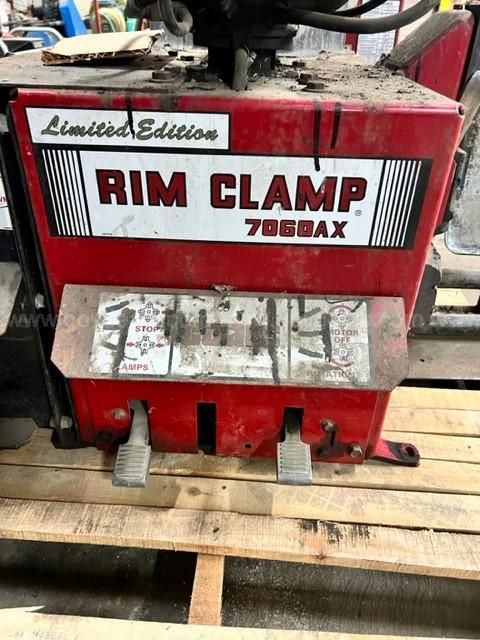 Limited Edition
RIM CLAMP®
7060AX
STOP
MOTOR
OFF